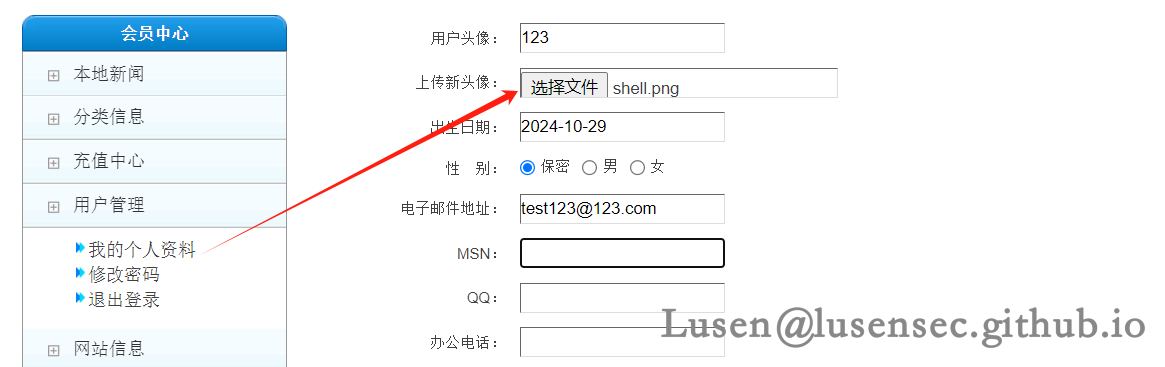 会员中心
本地新闻
分类信息
充值中心
用户管理
我的个人资料
修改密码
退出登录
网站信息
用户头像： 123
上传新头像： 选择文件 shell.png
出生日期： 2024-10-29
性 别： 保密 男 女
电子邮件地址： test123@123.com
MSN：
QQ：
办公电话：
Lusen@lusensec.github.io